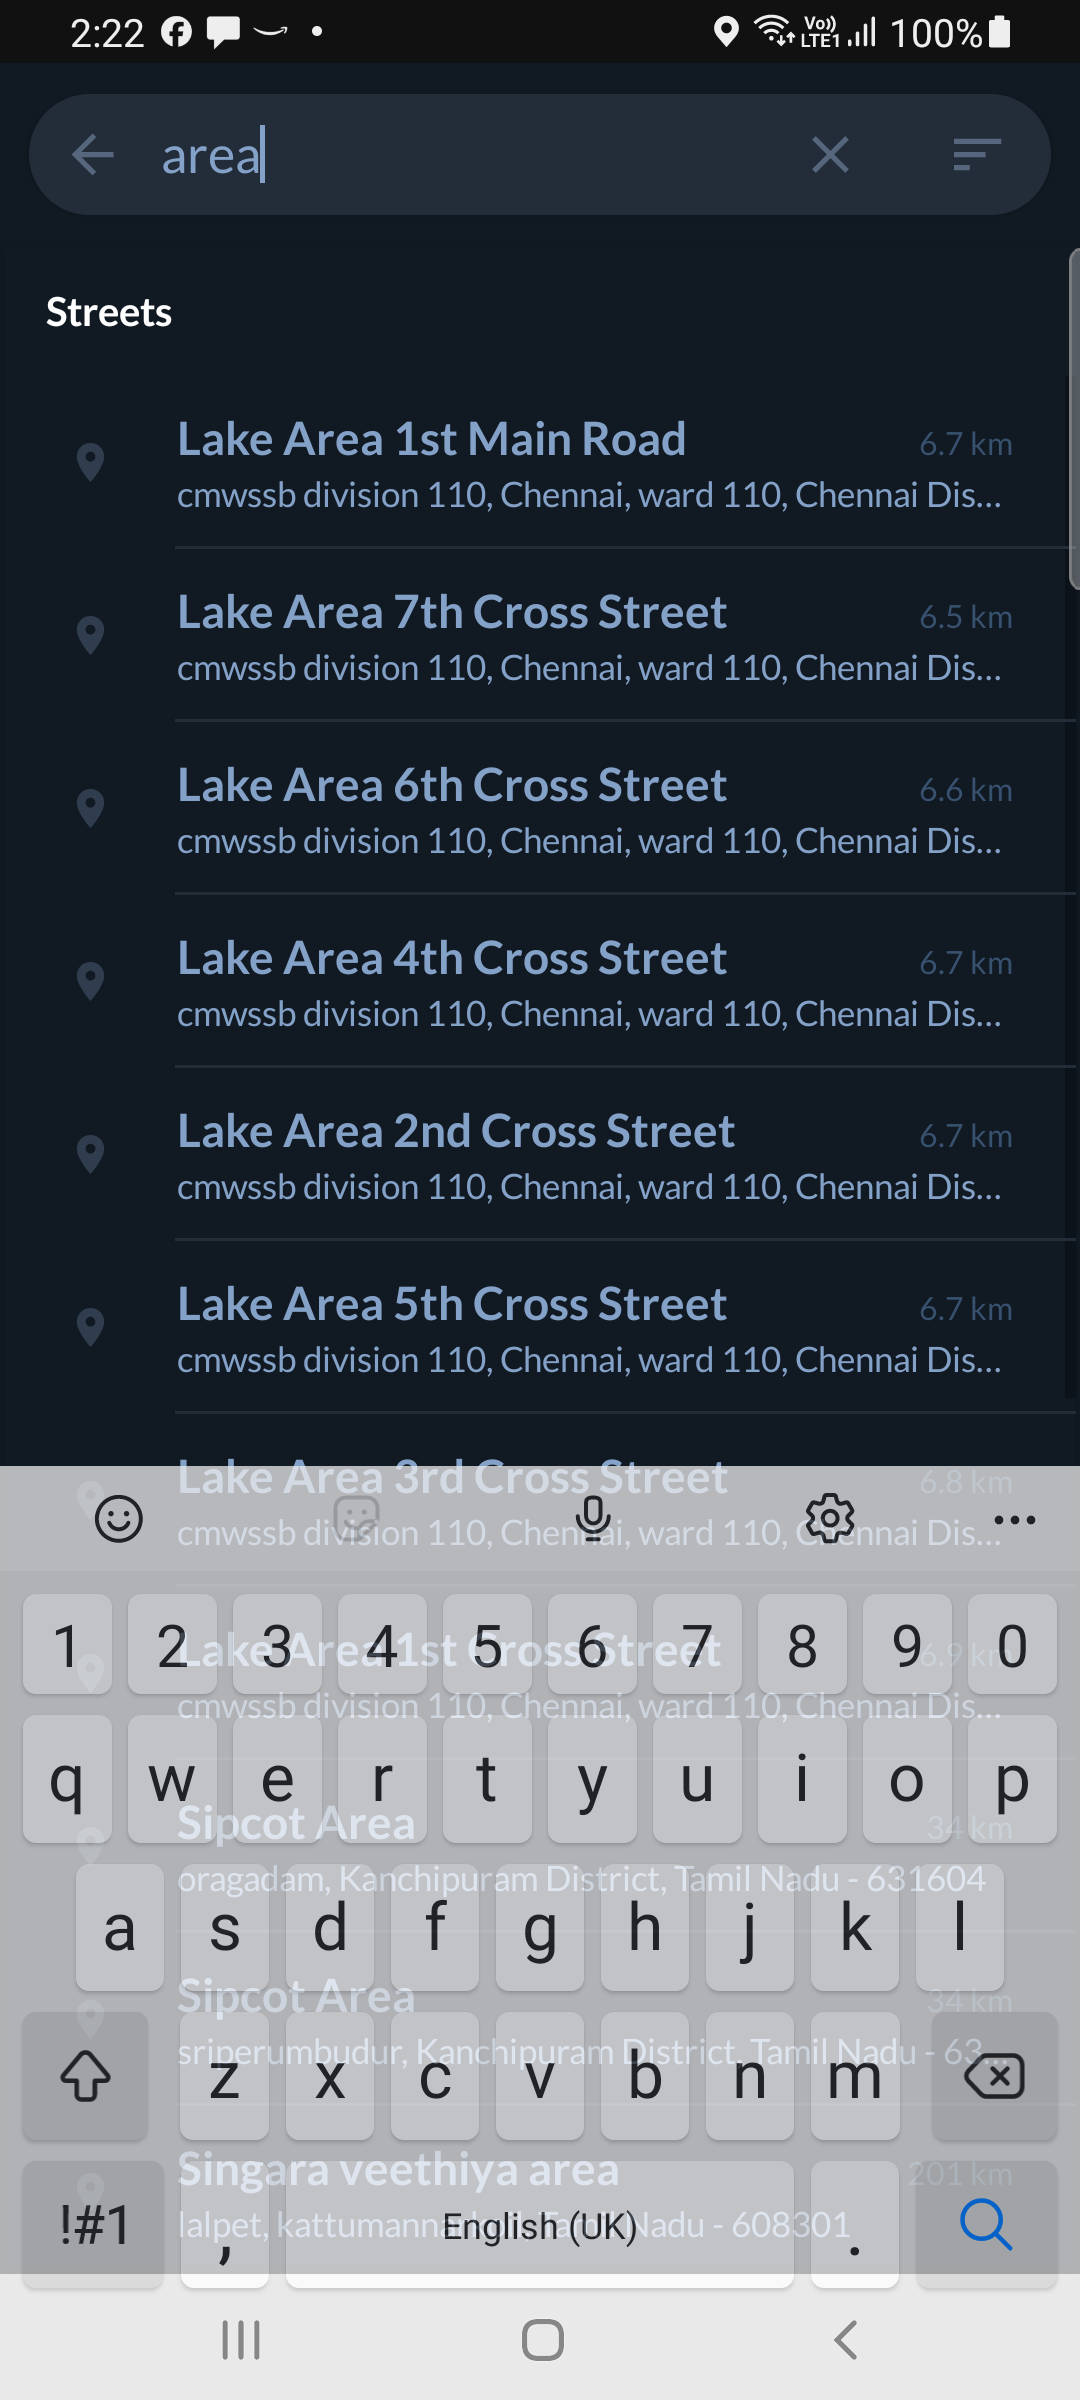 2:22
Vo)) LTE1
100%
area
Streets
Lake Area 1st Main Road
6.7 km
cmwssb division 110, Chennai, ward 110, Chennai Dis...
Lake Area 7th Cross Street
6.5 km
cmwssb division 110, Chennai, ward 110, Chennai Dis...
Lake Area 6th Cross Street
6.6 km
cmwssb division 110, Chennai, ward 110, Chennai Dis...
Lake Area 4th Cross Street
6.7 km
cmwssb division 110, Chennai, ward 110, Chennai Dis...
Lake Area 2nd Cross Street
6.7 km
cmwssb division 110, Chennai, ward 110, Chennai Dis...
Lake Area 5th Cross Street
6.7 km
cmwssb division 110, Chennai, ward 110, Chennai Dis...
Lake Area 3rd Cross Street
6.8 km
cmwssb division 110, Chennai, ward 110, Chennai Dis...
1 2 3 4 5 6 7 8 9 0
Lake Area 1st Cross Street
6.9 km
cmwssb division 110, Chennai, ward 110, Chennai Dis...
q w e r t y u i o p
Sipcot Area
34 km
oragadam, Kanchipuram District, Tamil Nadu - 631604
a s d f g h j k l
Sipcot Area
34 km
sriperumbudur, Kanchipuram District, Tamil Nadu - 63...
z x c v b n m
Singara veethiya area
201 km
lalpet, Nadu - 608301
!#1 , English (UK) .